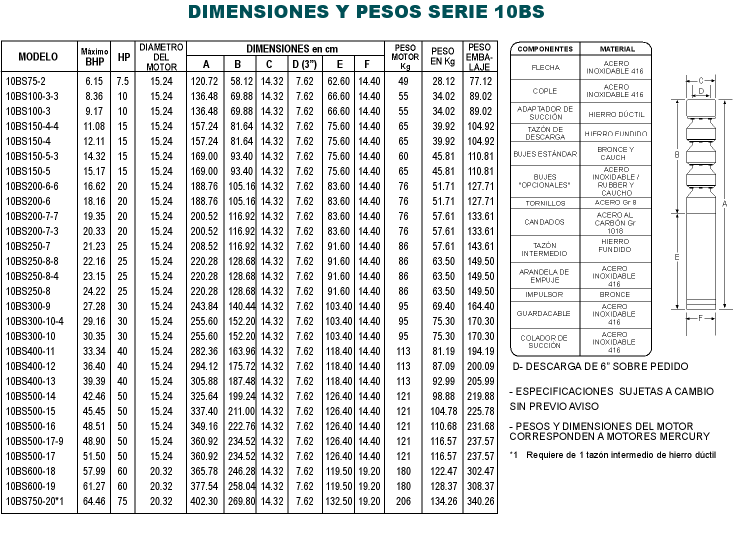 DIMENSIONES Y PESOS SERIE 10BS
MODELO Máximo BHP HP DIAMETRO DEL MOTOR DIMENSIONES en cm PESO MOTOR Kg PESO EN Kg PESO EMBA- LAJE
A B C D (3") E F
10BS75-2 6.15 7.5 15.24 120.72 58.12 14.32 7.62 62.60 14.40 49 28.12 77.12
10BS100-3-3 8.36 10 15.24 136.48 69.88 14.32 7.62 66.60 14.40 55 34.02 89.02
10BS100-3 9.17 10 15.24 136.48 69.88 14.32 7.62 66.60 14.40 55 34.02 89.02
10BS150-4-4 11.08 15 15.24 157.24 81.64 14.32 7.62 75.60 14.40 65 39.92 104.92
10BS150-4 12.11 15 15.24 157.24 81.64 14.32 7.62 75.60 14.40 65 39.92 104.92
10BS150-5-3 14.32 15 15.24 169.00 93.40 14.32 7.62 75.60 14.40 60 45.81 110.81
10BS150-5 15.17 15 15.24 169.00 93.40 14.32 7.62 75.60 14.40 65 45.81 110.81
10BS200-6-6 16.62 20 15.24 188.76 105.16 14.32 7.62 83.60 14.40 76 51.71 127.71
10BS200-6 18.16 20 15.24 188.76 105.16 14.32 7.62 83.60 14.40 76 51.71 127.71
10BS200-7-7 19.35 20 15.24 200.52 116.92 14.32 7.62 83.60 14.40 76 57.61 133.61
10BS200-7-3 20.33 20 15.24 200.52 116.92 14.32 7.62 83.60 14.40 76 57.61 133.61
10BS250-7 21.23 25 15.24 208.52 116.92 14.32 7.62 91.60 14.40 86 57.61 143.61
10BS250-8-8 22.16 25 15.24 220.28 128.68 14.32 7.62 91.60 14.40 86 63.50 149.50
10BS250-8-4 23.15 25 15.24 220.28 128.68 14.32 7.62 91.60 14.40 86 63.50 149.50
10BS250-8 24.22 25 15.24 220.28 128.68 14.32 7.62 91.60 14.40 86 63.50 149.50
10BS300-9 27.28 30 15.24 243.84 140.44 14.32 7.62 103.40 14.40 95 69.40 164.40
10BS300-10-4 29.16 30 15.24 255.60 152.20 14.32 7.62 103.40 14.40 95 75.30 170.30
10BS300-10 30.35 30 15.24 255.60 152.20 14.32 7.62 103.40 14.40 95 75.30 170.30
10BS400-11 33.34 40 15.24 282.36 163.96 14.32 7.62 118.40 14.40 113 81.19 194.19
10BS400-12 36.40 40 15.24 294.12 175.72 14.32 7.62 118.40 14.40 113 87.09 200.09
10BS400-13 39.39 40 15.24 305.88 187.48 14.32 7.62 118.40 14.40 113 92.99 205.99
10BS500-14 42.46 50 15.24 325.64 199.24 14.32 7.62 126.40 14.40 121 98.88 219.88
10BS500-15 45.45 50 15.24 337.40 211.00 14.32 7.62 126.40 14.40 121 104.78 225.78
10BS500-16 48.51 50 15.24 349.16 222.76 14.32 7.62 126.40 14.40 121 110.68 231.68
10BS500-17-9 48.90 50 15.24 360.92 234.52 14.32 7.62 126.40 14.40 121 116.57 237.57
10BS500-17 51.50 50 15.24 360.92 234.52 14.32 7.62 126.40 14.40 121 116.57 237.57
10BS600-18 57.99 60 20.32 365.78 246.28 14.32 7.62 119.50 19.20 180 122.47 302.47
10BS600-19 61.27 60 20.32 377.54 258.04 14.32 7.62 119.50 19.20 180 128.37 308.37
10BS750-20*1 64.46 75 20.32 402.30 269.80 14.32 7.62 132.50 19.20 206 134.26 340.26
COMPONENTES MATERIAL
FLECHA ACERO INOXIDABLE 416
COPLE ACERO INOXIDABLE 416
ADAPTADOR DE SUCCIÓN HIERRO DÚCTIL
TAZÓN DE DESCARGA HIERRO FUNDIDO
BUJES ESTÁNDAR BRONCE Y CAUCH
BUJES "OPCIONALES" ACERO INOXIDABLE / RUBBER Y CAUCHO
TORNILLOS ACERO Gr 8
CANDADOS ACERO AL CARBÓN Gr 1018
TAZÓN INTERMEDIO HIERRO FUNDIDO
ARANDELA DE EMPUJE ACERO INOXIDABLE 416
IMPULSOR BRONCE
GUARDACABLE ACERO INOXIDABLE 416
COLADOR DE SUCCIÓN ACERO INOXIDABLE 416
C
D
B
A
E
F
D- DESCARGA DE 6" SOBRE PEDIDO
- ESPECIFICACIONES SUJETAS A CAMBIO
SIN PREVIO AVISO
- PESOS Y DIMENSIONES DEL MOTOR
CORRESPONDEN A MOTORES MERCURY
*1 Requiere de 1 tazón intermedio de hierro dúctil